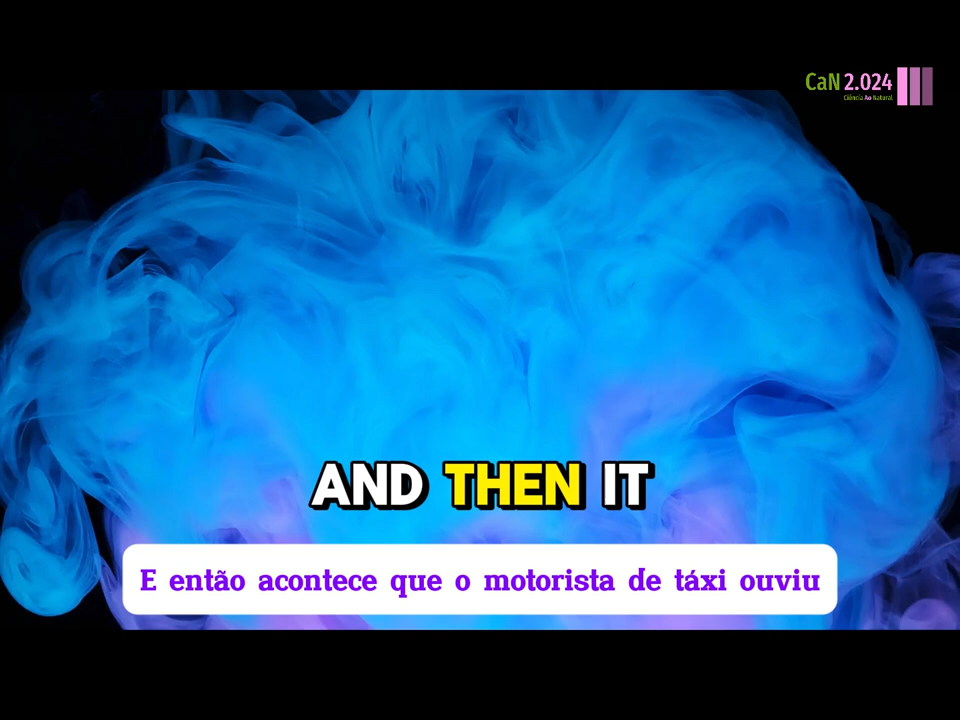 CaN 2.024
Ciência Ao Natural
AND THEN IT
E então acontece que o motorista de táxi ouviu